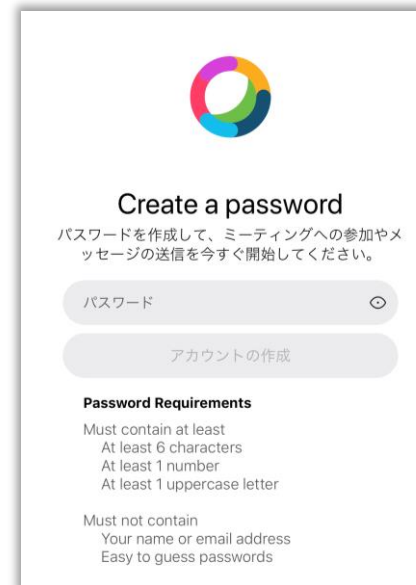 Create a password
パスワードを作成して、ミーティングへの参加やメ
ッセージの送信を今すぐ開始してください。
パスワード
アカウントの作成
Password Requirements
Must contain at least
At least 6 characters
At least 1 number
At least 1 uppercase letter
Must not contain
Your name or email address
Easy to guess passwords